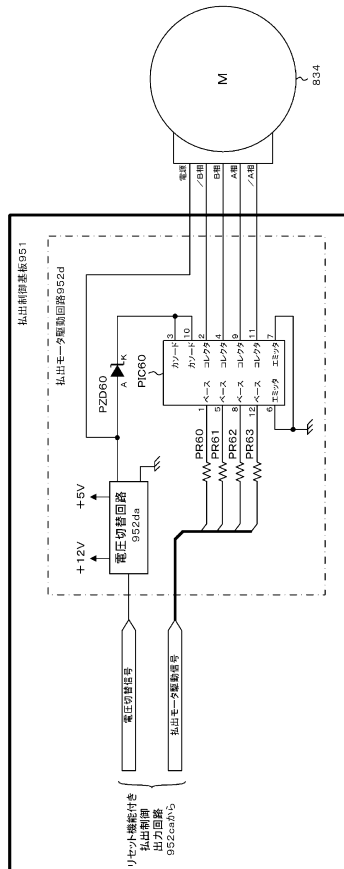 払出制御基板951
払出モータ駆動回路952d
+12V
+5V
電圧切替回路
952da
PZD60
A
K
PIC60
3
カソード
10
カソード
1
ベース
コレクタ
2
5
ベース
コレクタ
4
8
ベース
コレクタ
9
12
ベース
コレクタ
11
6
エミッタ
エミッタ
7
PR60
PR61
PR62
PR63
電圧切替信号
払出モータ駆動信号
リセット機能付き
払出制御
出力回路
952caから
電源
/B相
B相
A相
/A相
M
834